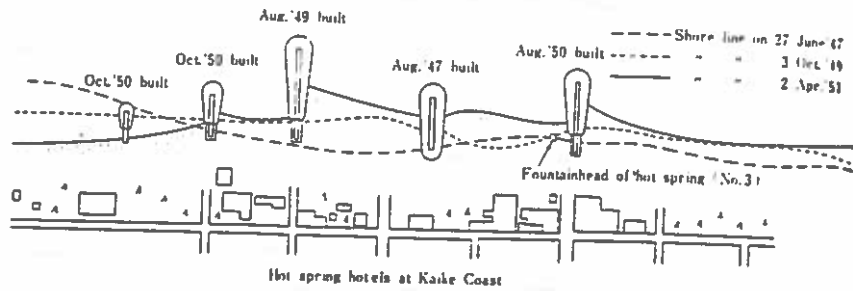 Aug. '49 built
Oct. '50 built
Oct. '50 built
Aug. '47 built
Aug. '50 built
Shore line on 27 June '47
" " 3 Oct. '49
" " 2 Apr. '51
Fountainhead of hot spring (No.3)
Hot spring hotels at Kaike Coast